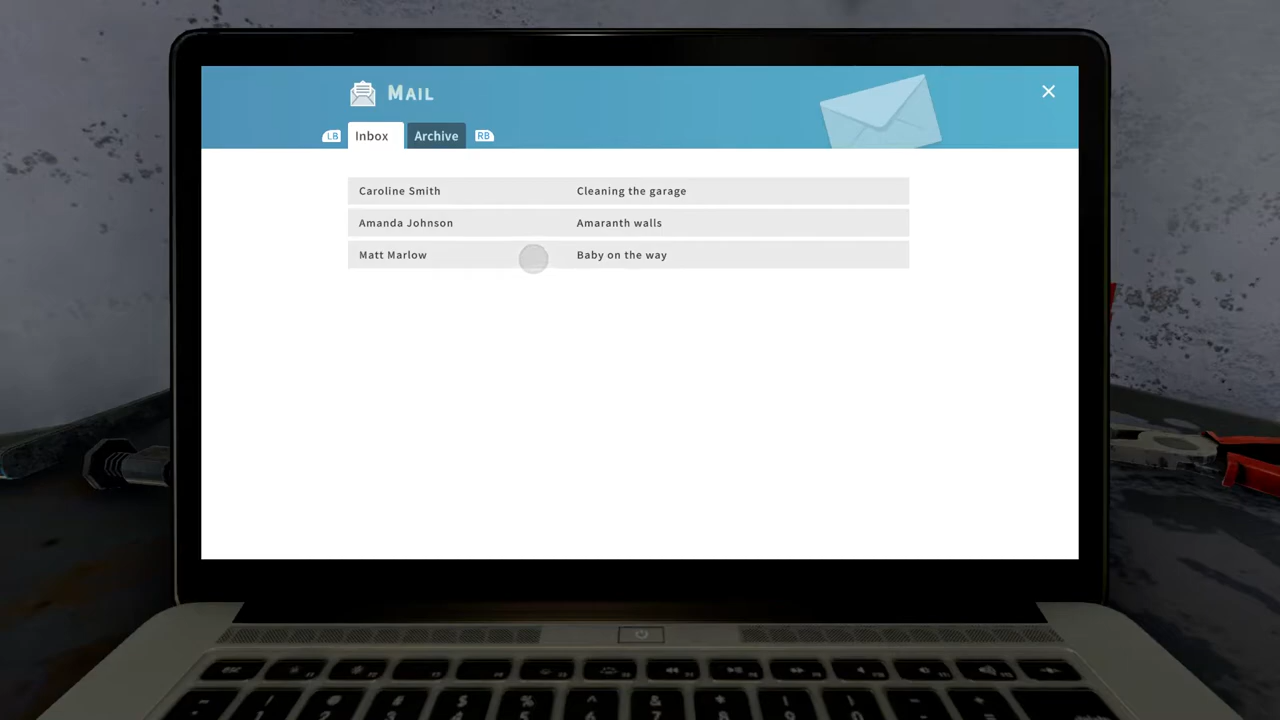 MAIL
LB Inbox Archive RB
Caroline Smith Cleaning the garage
Amanda Johnson Amaranth walls
Matt Marlow Baby on the way
esc